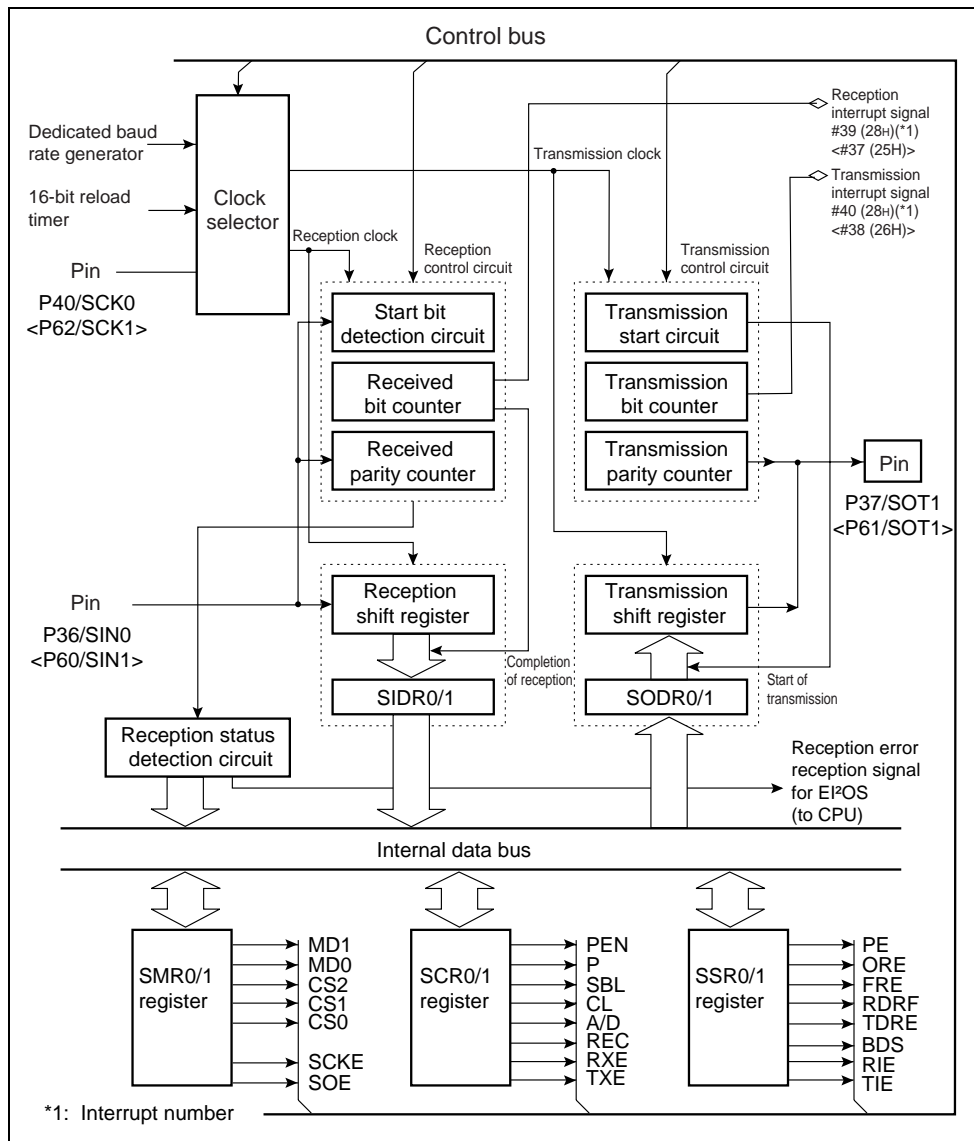 Control bus
Dedicated baud
rate generator
16-bit reload
timer
Pin
P40/SCK0
<P62/SCK1>
Clock
selector
Reception clock
Transmission clock
Reception
interrupt signal
#39 (28H)(*1)
<#37 (25H)>
Transmission
interrupt signal
#40 (28H)(*1)
<#38 (26H)>
Reception
control circuit
Transmission
control circuit
Start bit
detection circuit
Received
bit counter
Received
parity counter
Transmission
start circuit
Transmission
bit counter
Transmission
parity counter
Pin
P37/SOT1
<P61/SOT1>
Pin
P36/SIN0
<P60/SIN1>
Reception
shift register
Transmission
shift register
Completion
of reception
Start of
transmission
SIDR0/1
SODR0/1
Reception status
detection circuit
Reception error
reception signal
for EI²OS
(to CPU)
Internal data bus
SMR0/1
register
MD1
MD0
CS2
CS1
CS0
SCKE
SOE
SCR0/1
register
PEN
P
SBL
CL
A/D
REC
RXE
TXE
SSR0/1
register
PE
ORE
FRE
RDRF
TDRE
BDS
RIE
TIE
*1: Interrupt number